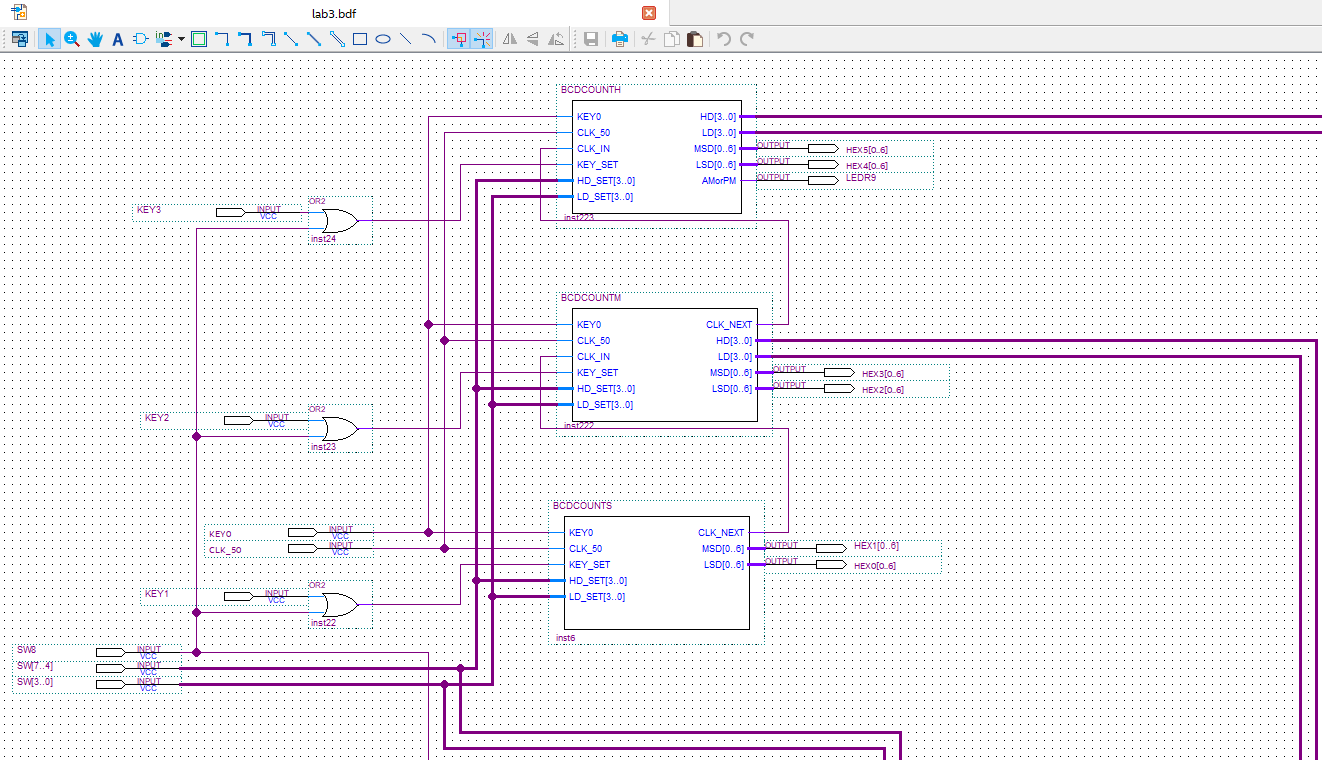 lab3.bdf
BCDCOUNTH
KEY0 HD[3..0]
CLK_50 LD[3..0]
CLK_IN MSD[0..6] OUTPUT HEX5[0..6]
KEY_SET LSD[0..6] OUTPUT HEX4[0..6]
HD_SET[3..0] AMorPM OUTPUT LEDR9
LD_SET[3..0]
inst223
KEY3 INPUT VCC OR2
inst24
BCDCOUNTM
KEY0 CLK_NEXT
CLK_50 HD[3..0]
CLK_IN LD[3..0]
KEY_SET MSD[0..6] OUTPUT HEX3[0..6]
HD_SET[3..0] LSD[0..6] OUTPUT HEX2[0..6]
LD_SET[3..0]
inst222
KEY2 INPUT VCC OR2
inst23
BCDCOUNTS
KEY0 INPUT VCC
CLK_50 INPUT VCC
KEY0 CLK_NEXT
CLK_50 MSD[0..6] OUTPUT HEX1[0..6]
KEY_SET LSD[0..6] OUTPUT HEX0[0..6]
HD_SET[3..0]
LD_SET[3..0]
inst6
KEY1 INPUT VCC OR2
inst22
SW8 INPUT VCC
SW[7..4] INPUT VCC
SW[3..0] INPUT VCC